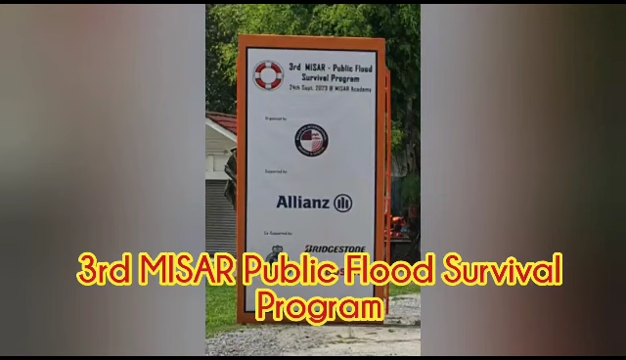 3rd MISAR - Public Flood
Survival Program
24th Sept. 2023 @ MISAR Academy
Organised by
Supported by
Allianz
Co-Supported by
BRIDGESTONE
3rd MISAR Public Flood Survival
Program